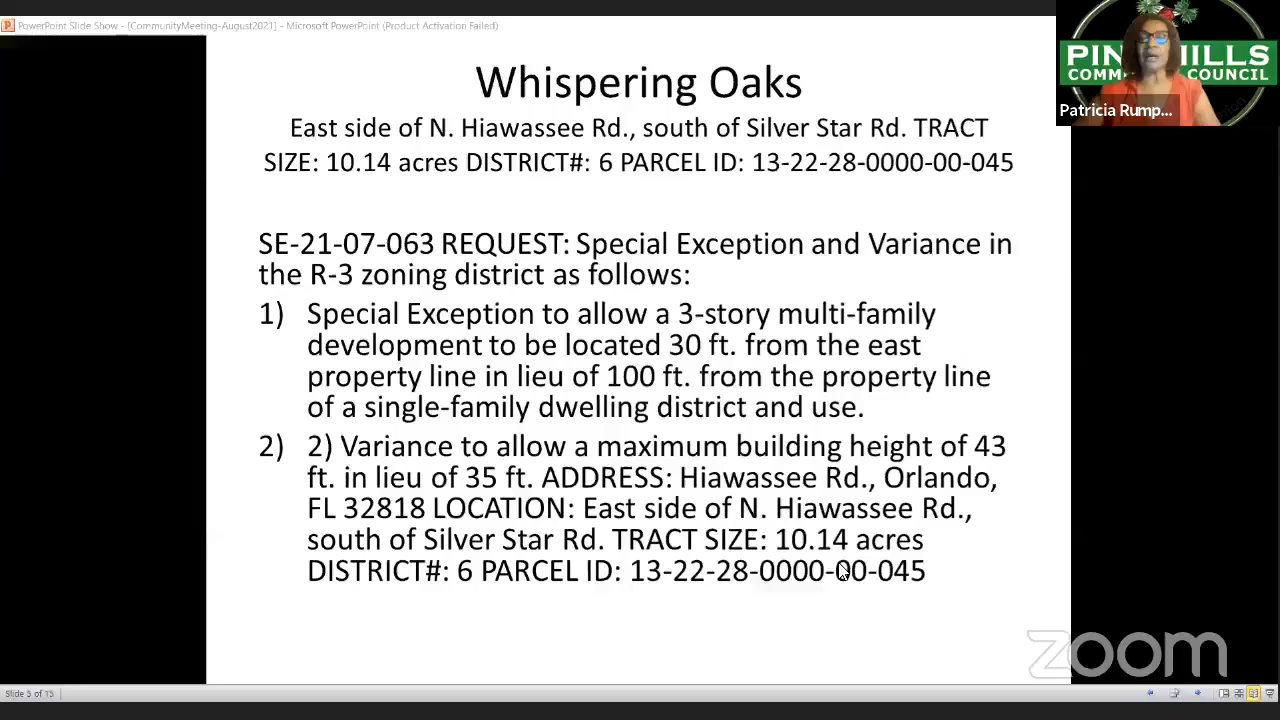 PowerPoint Slide Show - [CommunityMeeting-August2021] - Microsoft PowerPoint (Product Activation Failed)
Whispering Oaks
East side of N. Hiawassee Rd., south of Silver Star Rd. TRACT
SIZE: 10.14 acres DISTRICT#: 6 PARCEL ID: 13-22-28-0000-00-045
SE-21-07-063 REQUEST: Special Exception and Variance in
the R-3 zoning district as follows:
1) Special Exception to allow a 3-story multi-family
development to be located 30 ft. from the east
property line in lieu of 100 ft. from the property line
of a single-family dwelling district and use.
2) 2) Variance to allow a maximum building height of 43
ft. in lieu of 35 ft. ADDRESS: Hiawassee Rd., Orlando,
FL 32818 LOCATION: East side of N. Hiawassee Rd.,
south of Silver Star Rd. TRACT SIZE: 10.14 acres
DISTRICT#: 6 PARCEL ID: 13-22-28-0000-00-045
COUNCIL
Patricia Rump...
zoom
Slide 5 of 15